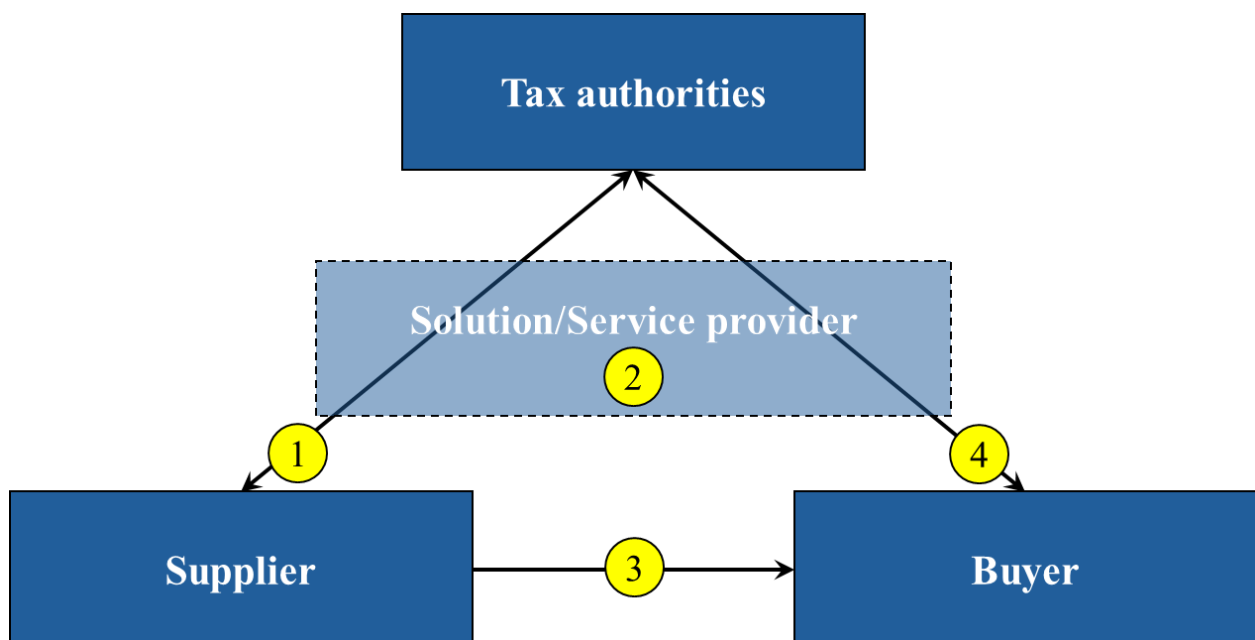 Tax authorities
Solution/Service provider
2
1
4
Supplier
3
Buyer